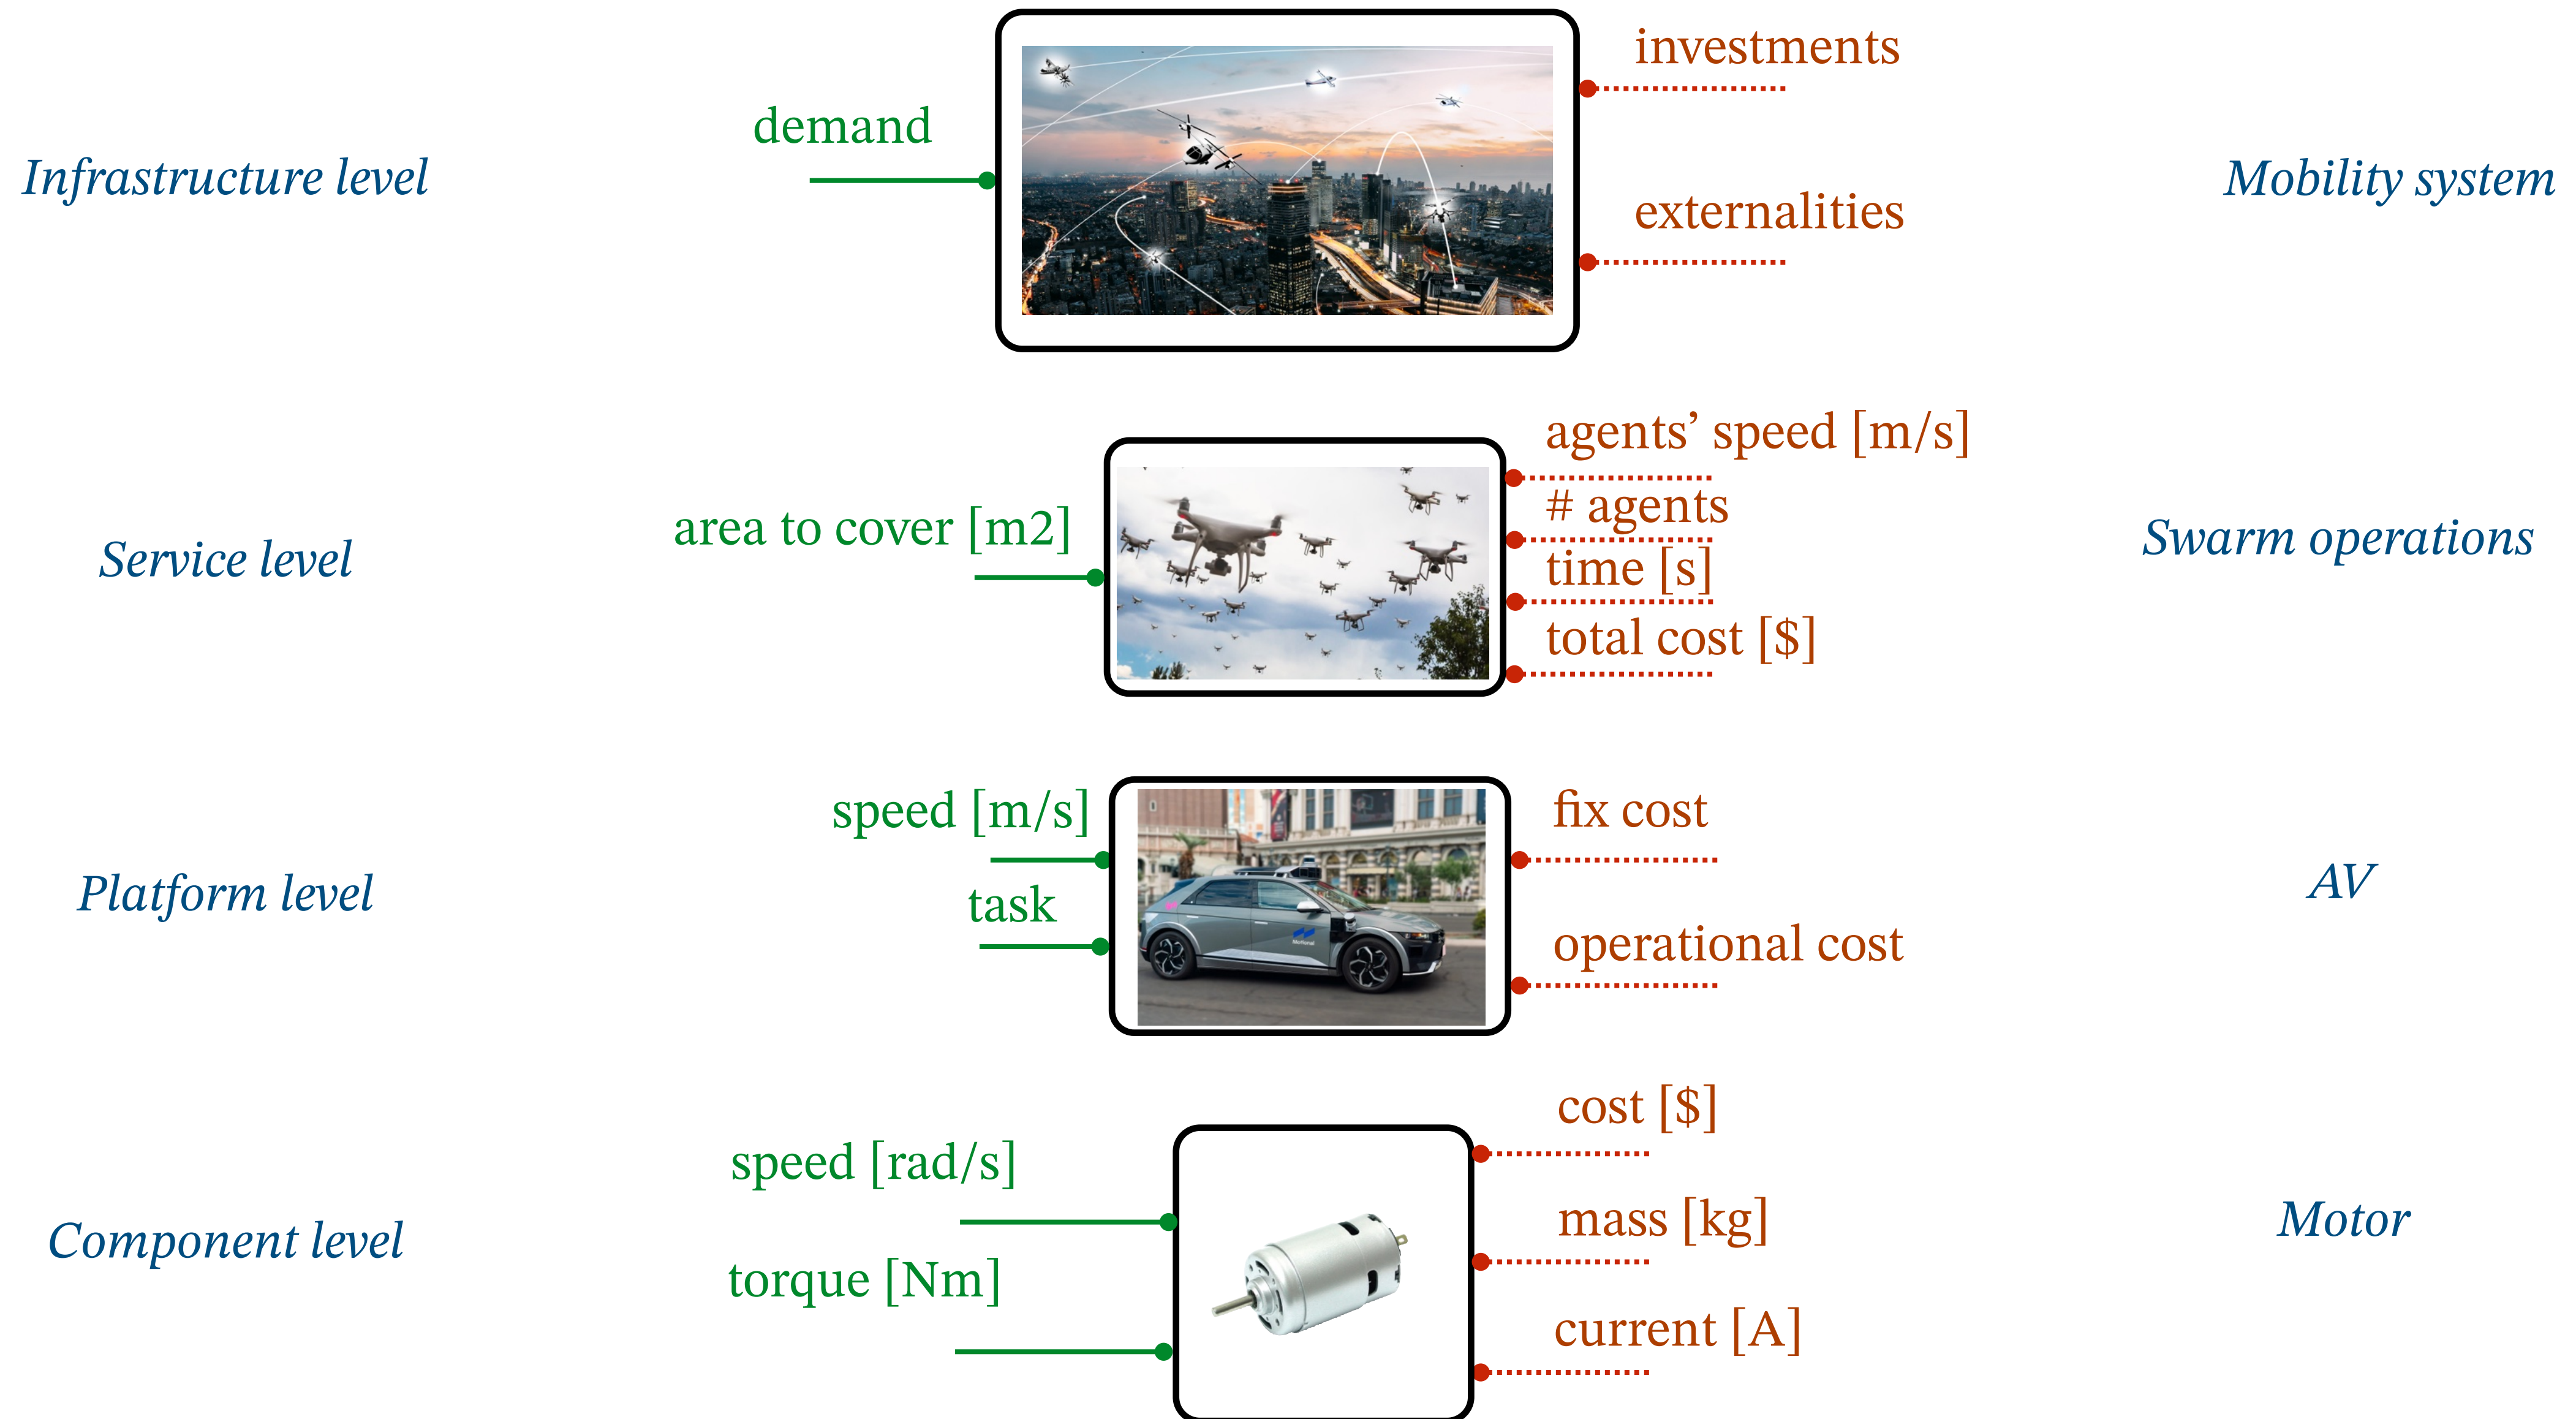 investments
demand
Infrastructure level
Mobility system
externalities
agents’ speed [m/s]
# agents
area to cover [m2]
Service level
Swarm operations
time [s]
total cost [$]
speed [m/s]
fix cost
Platform level
AV
task
operational cost
Motional
cost [$]
speed [rad/s]
mass [kg]
Component level
Motor
torque [Nm]
current [A]